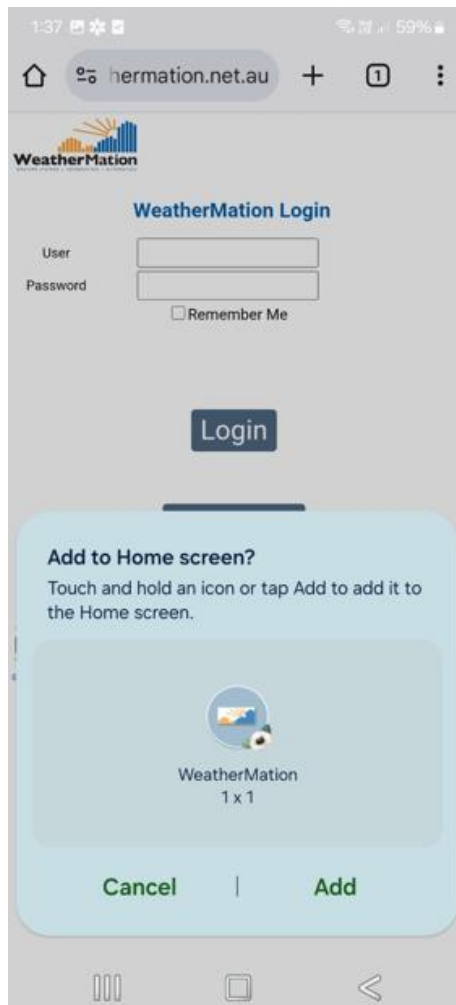 1:37 59%
hermation.net.au + 1
WeatherMation
WeatherMation Login
User
Password
Remember Me
Login
Add to Home screen?
Touch and hold an icon or tap Add to add it to
the Home screen.
WeatherMation
1 x 1
Cancel | Add